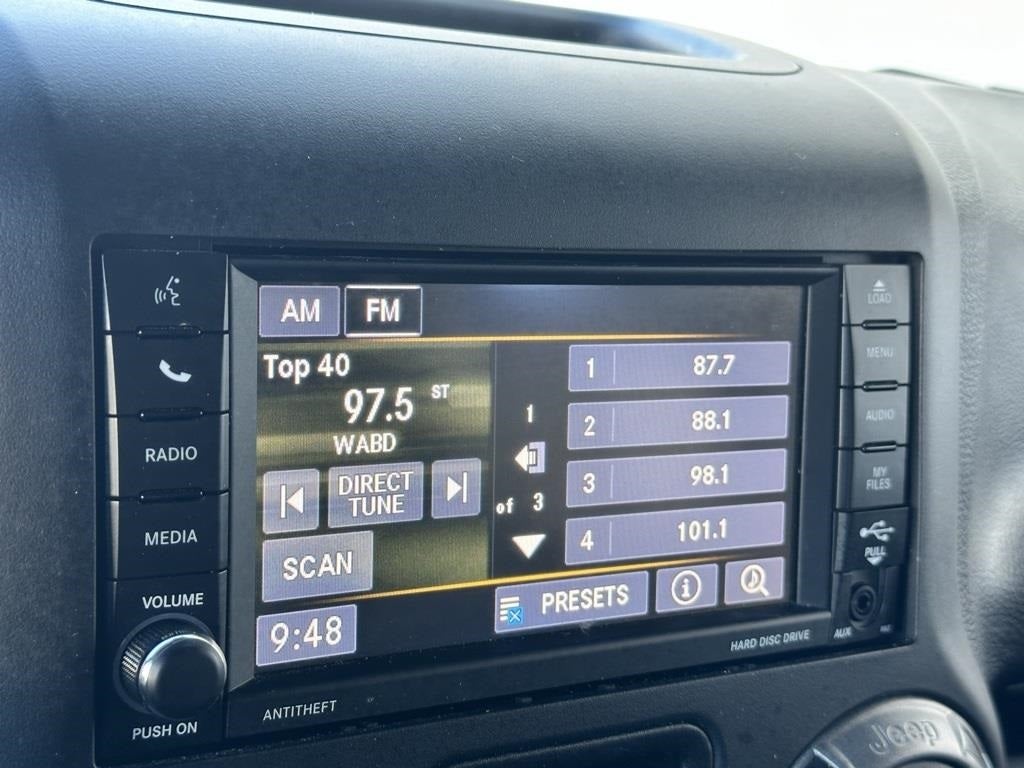 AM FM
Top 40
97.5 ST
WABD
DIRECT
TUNE
SCAN
9:48
1
of 3
1 87.7
2 88.1
3 98.1
4 101.1
PRESETS
RADIO
MEDIA
VOLUME
PUSH ON
ANTITHEFT
HARD DISC DRIVE
LOAD
MENU
AUDIO
MY
FILES
PULL
AUX
Jeep